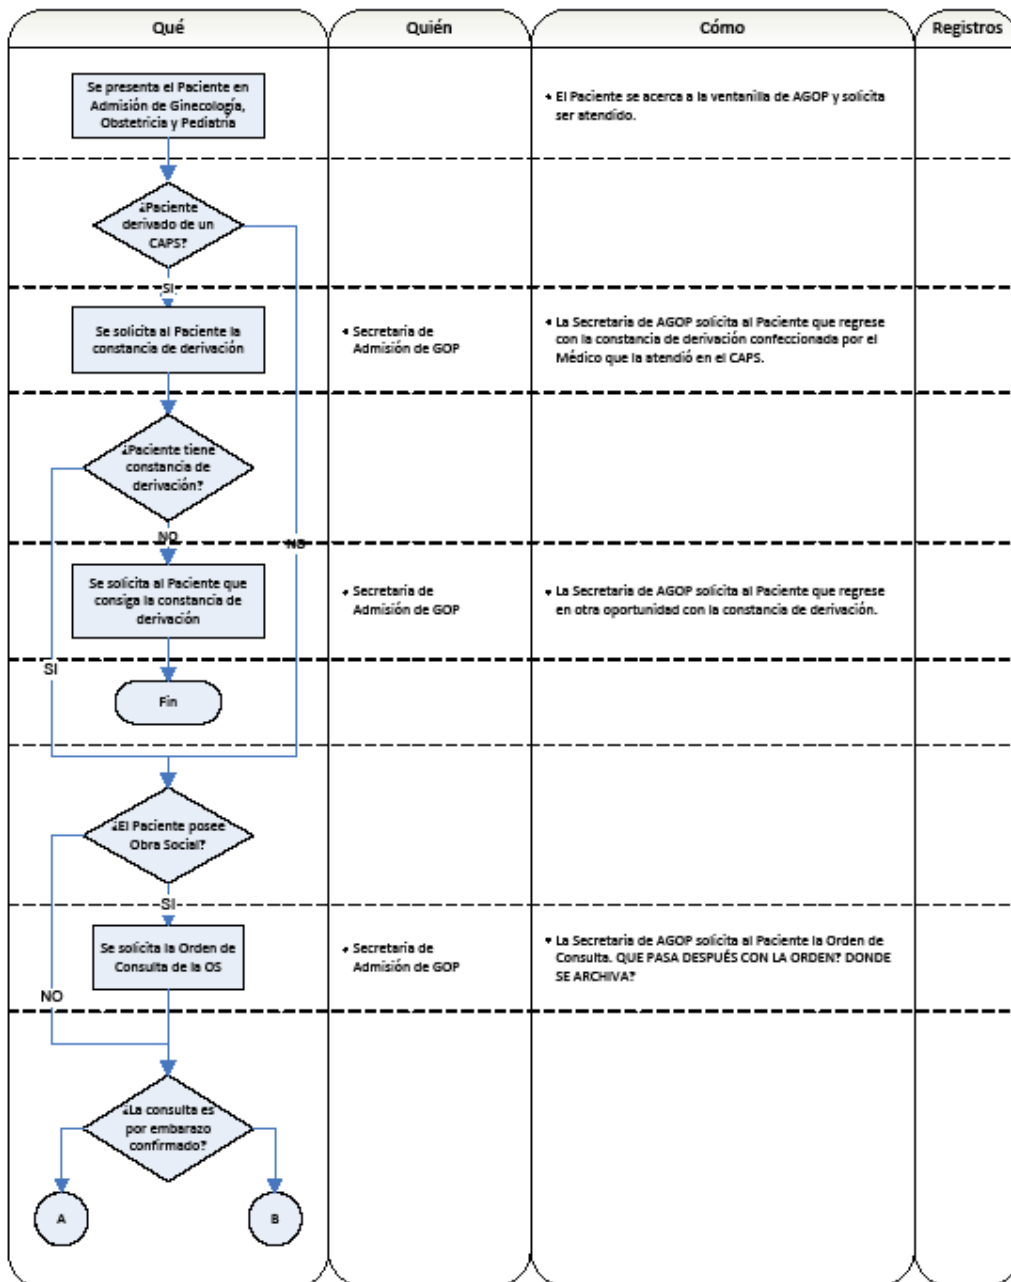 Qué
Quién
Cómo
Registros
Se presenta el Paciente en
Admisión de Ginecología,
Obstetricia y Pediatría
• El Paciente se acerca a la ventanilla de AGOP y solicita
ser atendido.
¿Paciente
derivado de un
CAPS?
SI
Se solicita al Paciente la
constancia de derivación
• Secretaria de
Admisión de GOP
• La Secretaria de AGOP solicita al Paciente que regrese
con la constancia de derivación confeccionada por el
Médico que la atendió en el CAPS.
¿Paciente tiene
constancia de
derivación?
NO
NO
Se solicita al Paciente que
consiga la constancia de
derivación
• Secretaria de
Admisión de GOP
• La Secretaria de AGOP solicita al Paciente que regrese
en otra oportunidad con la constancia de derivación.
SI
Fin
¿El Paciente posee
Obra Social?
SI
Se solicita la Orden de
Consulta de la OS
• Secretaria de
Admisión de GOP
• La Secretaria de AGOP solicita al Paciente la Orden de
Consulta. QUE PASA DESPUÉS CON LA ORDEN? DONDE
SE ARCHIVA?
NO
¿La consulta es
por embarazo
confirmado?
A
B